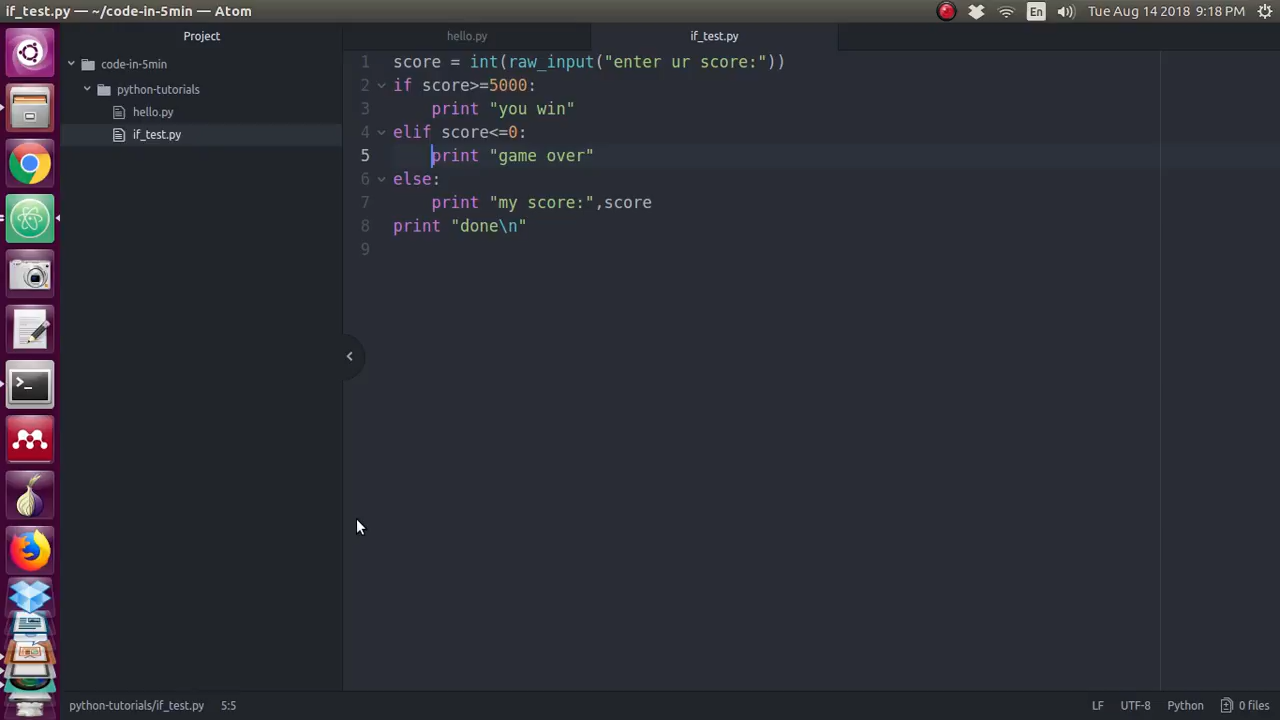 if_test.py — ~/code-in-5min — Atom
En
Tue Aug 14 2018 9:18 PM
Project
hello.py
if_test.py
code-in-5min
python-tutorials
hello.py
if_test.py
1 score = int(raw_input("enter ur score:"))
2 if score>=5000:
3 print "you win"
4 elif score<=0:
5 print "game over"
6 else:
7 print "my score:",score
8 print "done\n"
9
python-tutorials/if_test.py 5:5
LF UTF-8 Python 0 files